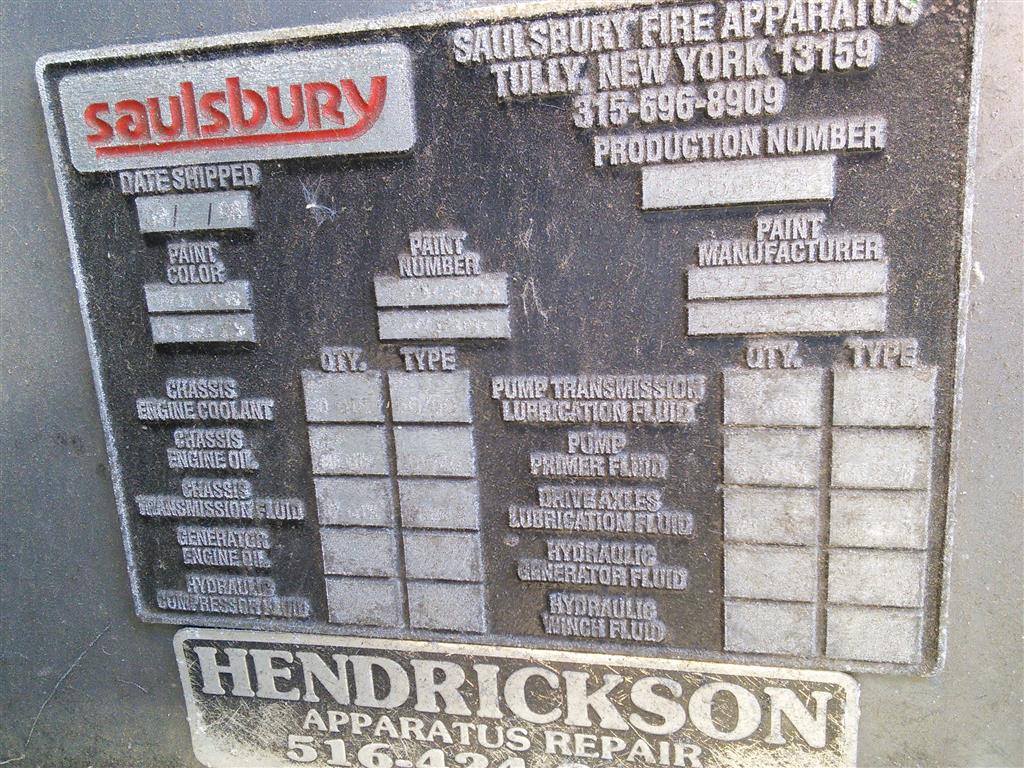 saulsbury
SAULSBURY FIRE APPARATUS
TULLY, NEW YORK 13159
315-696-8909
PRODUCTION NUMBER
DATE SHIPPED
PAINT
COLOR
PAINT
NUMBER
PAINT
MANUFACTURER
DUPONT
QTY. TYPE
CHASSIS
ENGINE COOLANT
CHASSIS
ENGINE OIL
CHASSIS
TRANSMISSION FLUID
GENERATOR
ENGINE OIL
HYDRAULIC
COMPRESSOR FLUID
QTY. TYPE
PUMP TRANSMISSION
LUBRICATION FLUID
PUMP
PRIMER FLUID
DRIVE AXLES
LUBRICATION FLUID
HYDRAULIC
GENERATOR FLUID
HYDRAULIC
WINCH FLUID
HENDRICKSON
APPARATUS REPAIR